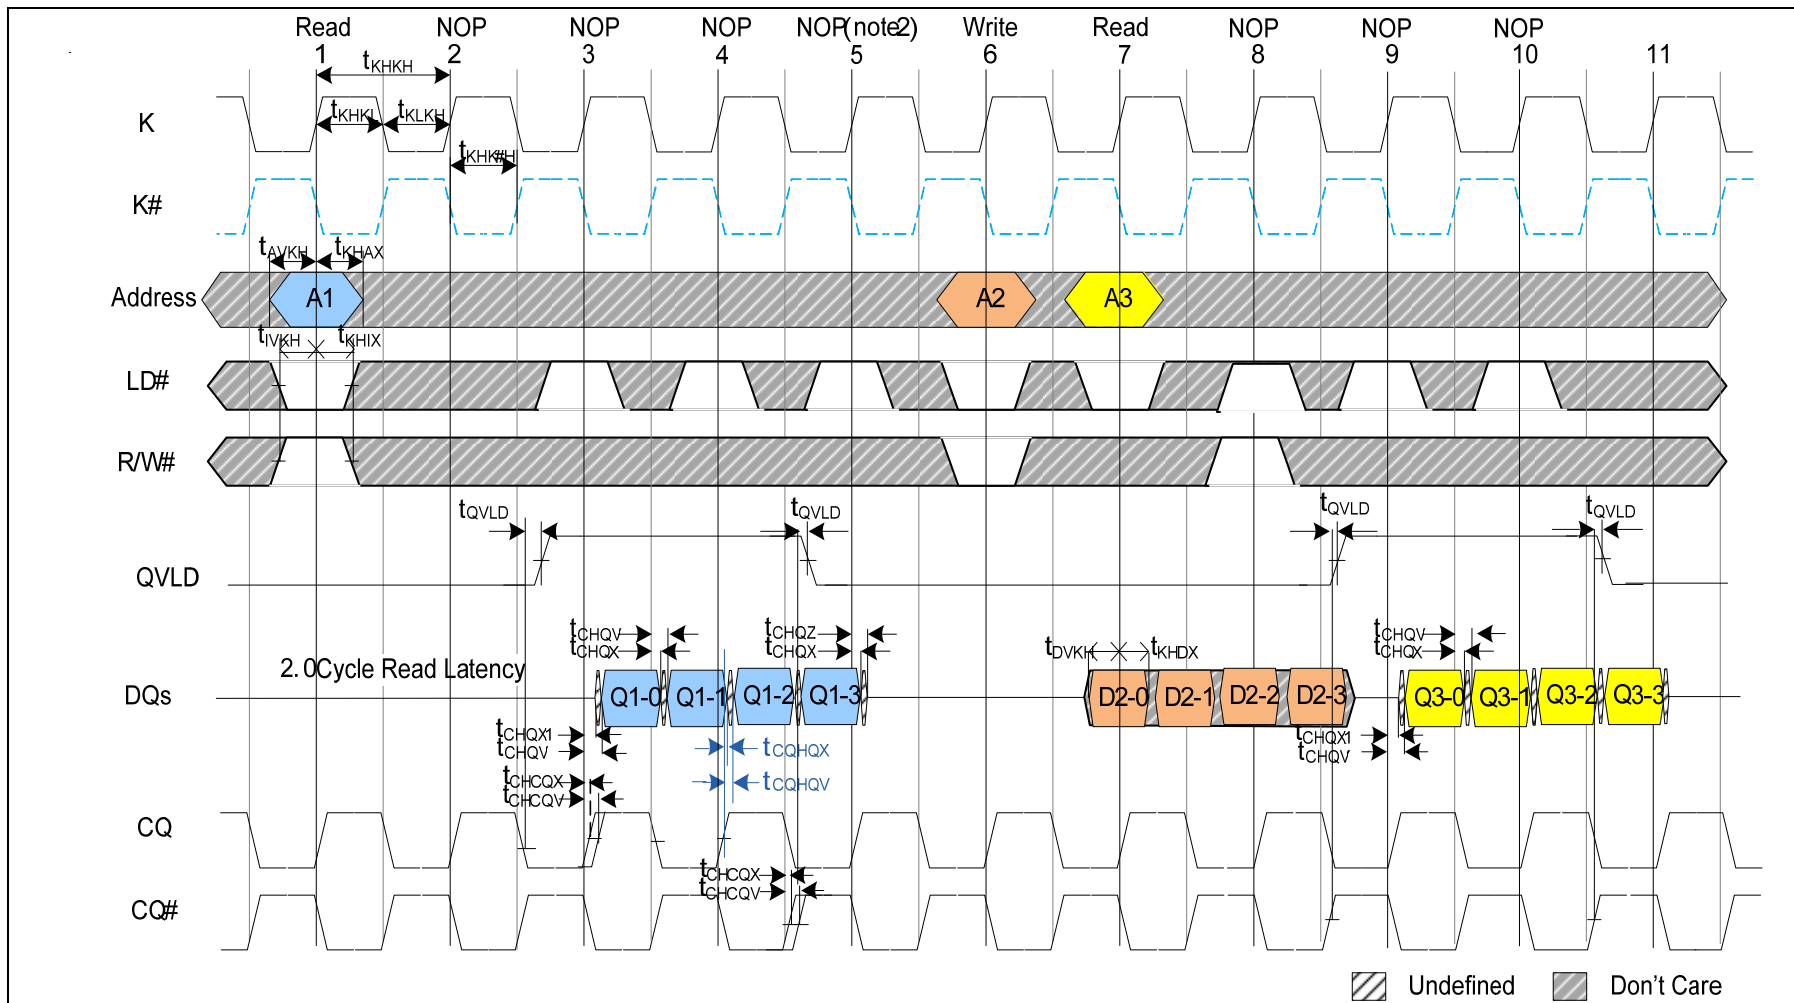 Read NOP NOP NOP NOP (note2) Write Read NOP NOP NOP
1 2 3 4 5 6 7 8 9 10 11
tKHKH
K tKHKL tKLKH
tKHK#H
K#
tAVKH tKHAX
Address A1 A2 A3
tIVKH tKHIX
LD#
R/W#
tQVLD tQVLD tQVLD tQVLD
QVLD
tCHQV tCHQZ tCHQV
tCHQX tCHQX tDVKH tKHDX tCHQX
2.0Cycle Read Latency
DQs Q1-0 Q1-1 Q1-2 Q1-3 D2-0 D2-1 D2-2 D2-3 Q3-0 Q3-1 Q3-2 Q3-3
tCHQX1 tCQHQX tCHQX1
tCHQV tCHQV
tCHCQX tCQHQV
tCHCQV
CQ
tCHCQX
tCHCQV
CQ#
Undefined Don't Care